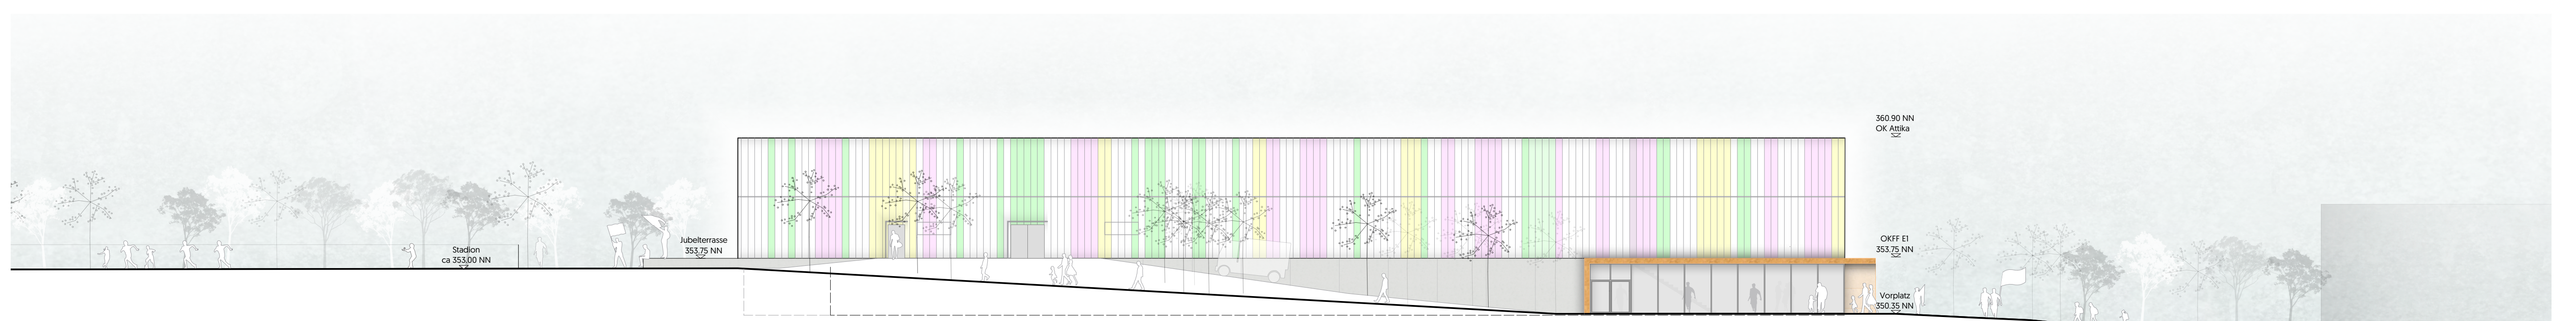 Stadion
ca 353.00 NN
Jubelterrasse
353.75 NN
360.90 NN
OK Attika
OKFF E1
353.75 NN
Vorplatz
350.35 NN